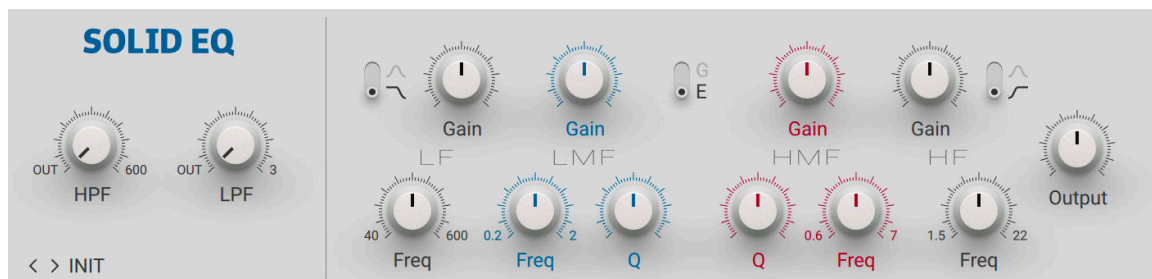 SOLID EQ
G
E
Gain Gain Gain Gain
LF LMF HMF HF
OUT 600 OUT 3
HPF LPF
Output
40 600 0.2 2 0.6 7 1.5 22
Freq Freq Q Q Freq Freq
< > INIT